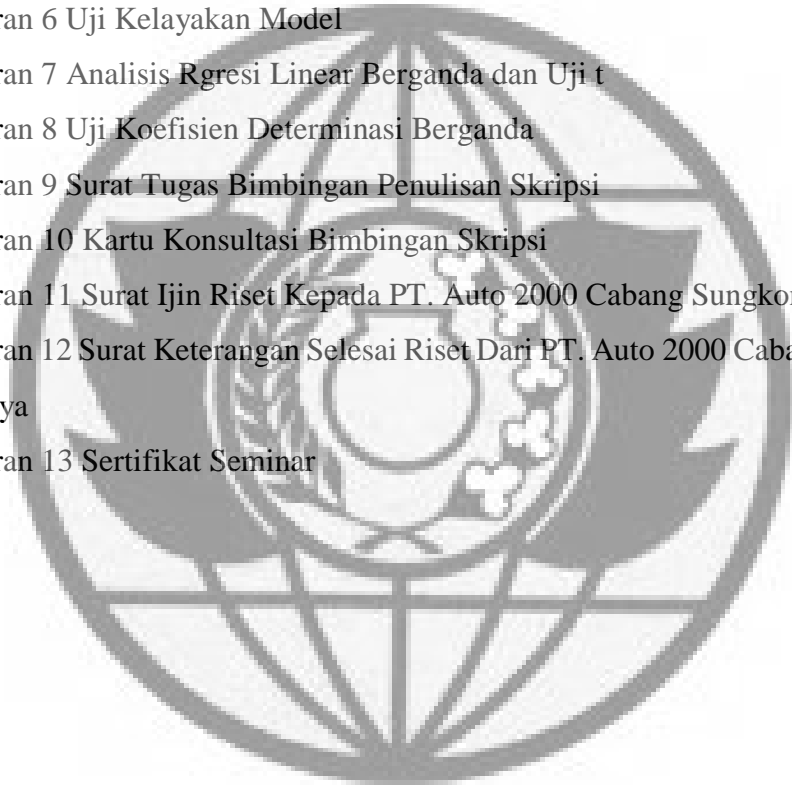 ran 6 Uji Kelayakan Model
ran 7 Analisis Rgresi Linear Berganda dan Uji t
ran 8 Uji Koefisien Determinasi Berganda
ran 9 Surat Tugas Bimbingan Penulisan Skripsi
ran 10 Kartu Konsultasi Bimbingan Skripsi
ran 11 Surat Ijin Riset Kepada PT. Auto 2000 Cabang Sungko
ran 12 Surat Keterangan Selesai Riset Dari PT. Auto 2000 Caba
ya
ran 13 Sertifikat Seminar